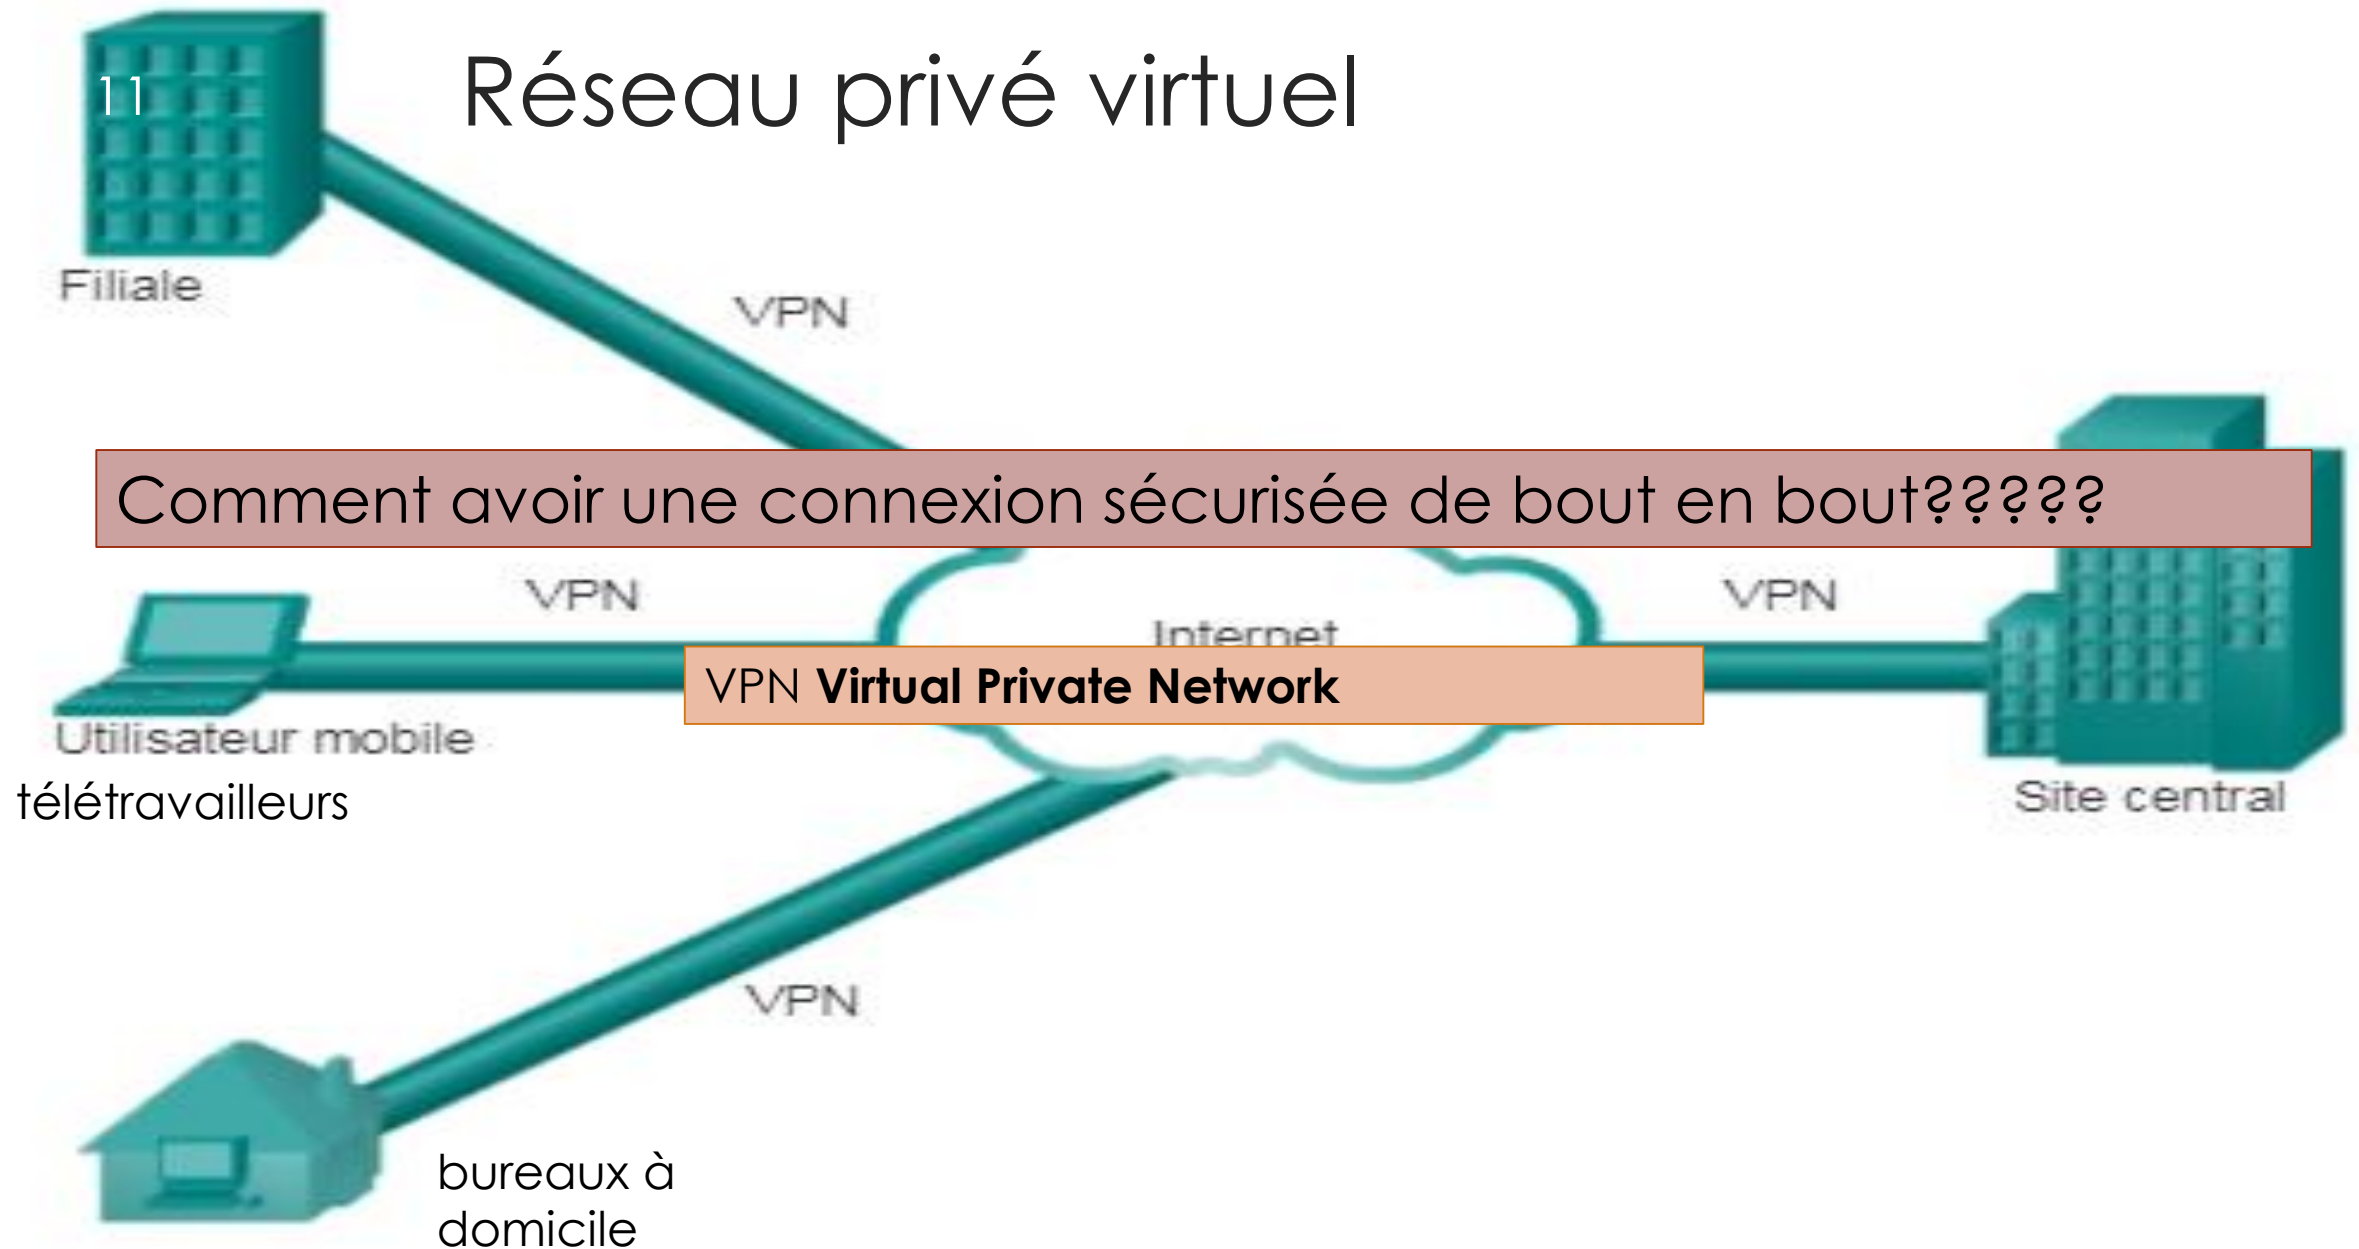 11
Réseau privé virtuel
Filiale
VPN
Comment avoir une connexion sécurisée de bout en bout?????
VPN
VPN
Internet
VPN Virtual Private Network
Utilisateur mobile
télétravailleurs
Site central
VPN
bureaux à
domicile